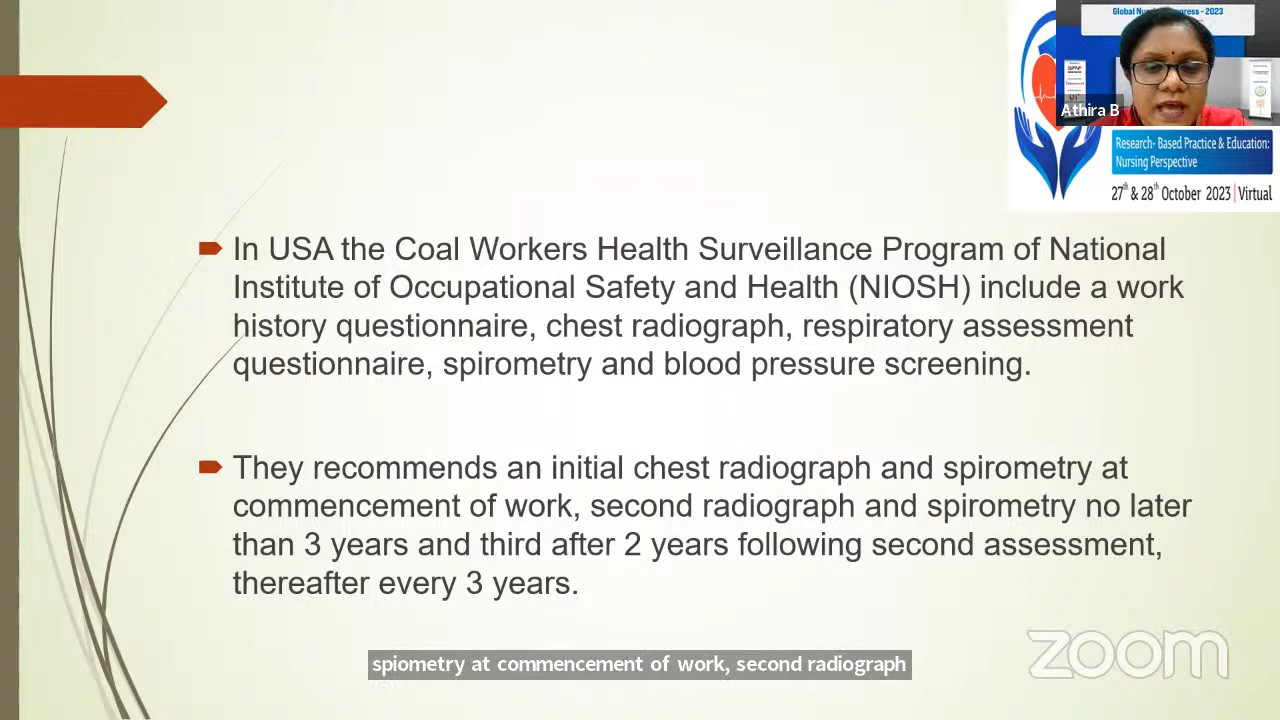 Global Nu
ress - 2023
Athira B
Research- Based Practice & Education:
Nursing Perspective
27th & 28th October 2023 | Virtual
In USA the Coal Workers Health Surveillance Program of National
Institute of Occupational Safety and Health (NIOSH) include a work
history questionnaire, chest radiograph, respiratory assessment
questionnaire, spirometry and blood pressure screening.
They recommends an initial chest radiograph and spirometry at
commencement of work, second radiograph and spirometry no later
than 3 years and third after 2 years following second assessment,
thereafter every 3 years.
spiometry at commencement of work, second radiograph
zoom